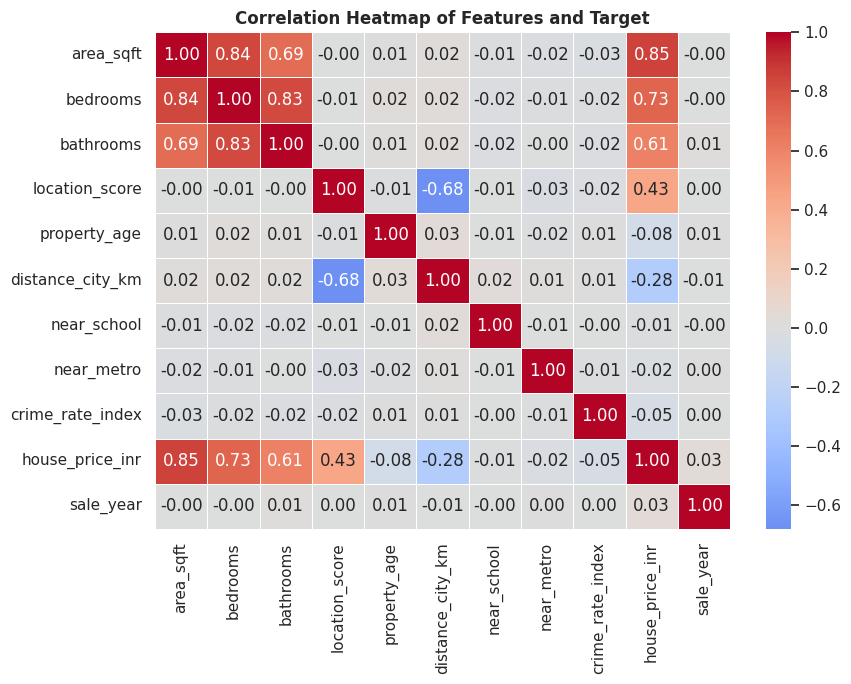 Correlation Heatmap of Features and Target
area_sqft 1.00 0.84 0.69 -0.00 0.01 0.02 -0.01 -0.02 -0.03 0.85 -0.00
bedrooms 0.84 1.00 0.83 -0.01 0.02 0.02 -0.02 -0.01 -0.02 0.73 -0.00
bathrooms 0.69 0.83 1.00 -0.00 0.01 0.02 -0.02 -0.00 -0.02 0.61 0.01
location_score -0.00 -0.01 -0.00 1.00 -0.01 -0.68 -0.01 -0.03 -0.02 0.43 0.00
property_age 0.01 0.02 0.01 -0.01 1.00 0.03 -0.01 -0.02 0.01 -0.08 0.01
distance_city_km 0.02 0.02 0.02 -0.68 0.03 1.00 0.02 0.01 0.01 -0.28 -0.01
near_school -0.01 -0.02 -0.02 -0.01 -0.01 0.02 1.00 -0.01 -0.00 -0.01 -0.00
near_metro -0.02 -0.01 -0.00 -0.03 -0.02 0.01 -0.01 1.00 -0.01 -0.02 0.00
crime_rate_index -0.03 -0.02 -0.02 -0.02 0.01 0.01 -0.00 -0.01 1.00 -0.05 0.00
house_price_inr 0.85 0.73 0.61 0.43 -0.08 -0.28 -0.01 -0.02 -0.05 1.00 0.03
sale_year -0.00 -0.00 0.01 0.00 0.01 -0.01 -0.00 0.00 0.00 0.03 1.00
area_sqft
bedrooms
bathrooms
location_score
property_age
distance_city_km
near_school
near_metro
crime_rate_index
house_price_inr
sale_year
1.0
0.8
0.6
0.4
0.2
0.0
−0.2
−0.4
−0.6